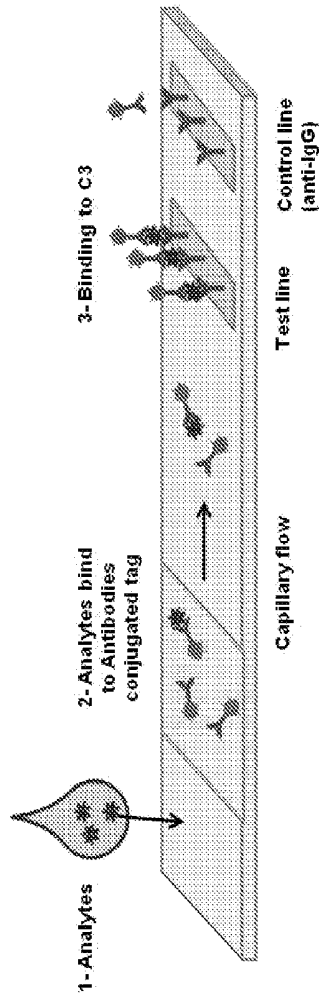 1- Analytes
2- Analytes bind
to Antibodies
conjugated tag
3- Binding to C3
Capillary flow
Test line
Control line
(anti-IgG)